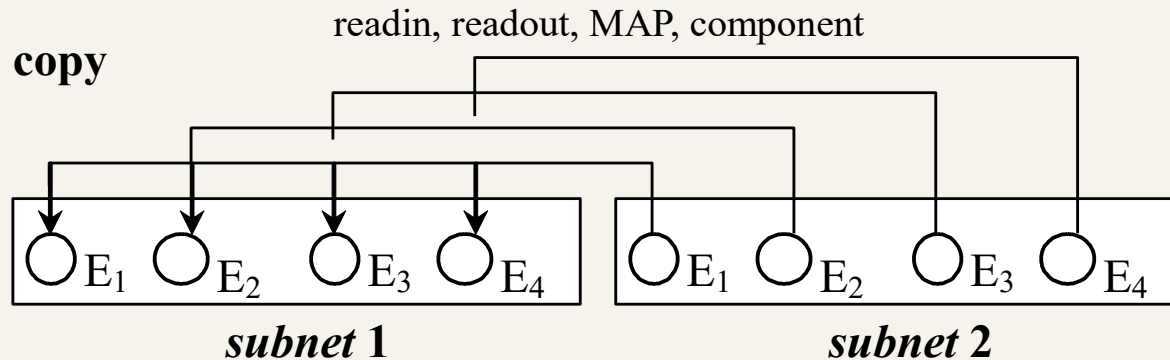 readin, readout, MAP, component
copy
E₁ E₂ E₃ E₄ E₁ E₂ E₃ E₄
subnet 1 subnet 2